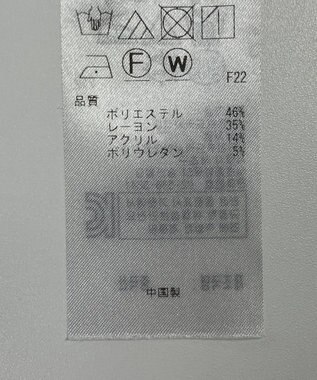 F W
F22
品質
ポリエステル 46%
レーヨン 35%
アクリル 14%
ポリウレタン 5%
中国製